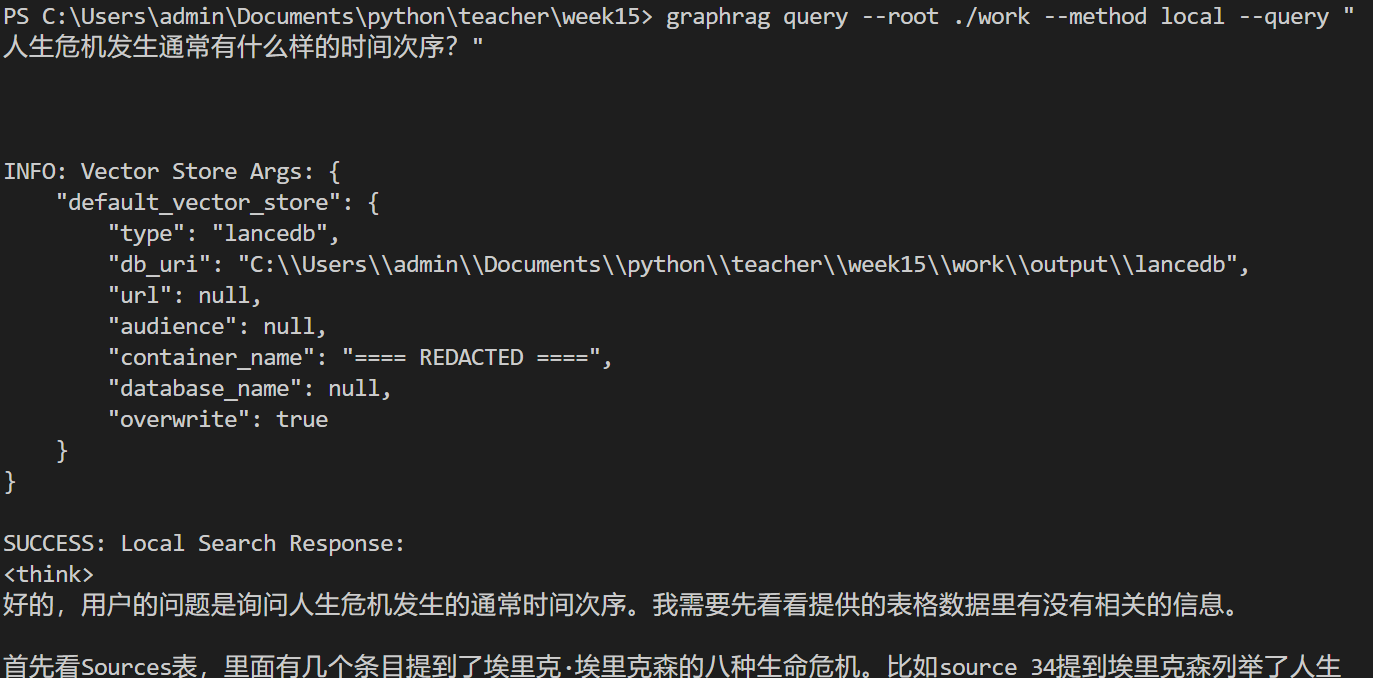 PS C:\Users\admin\Documents\python\teacher\week15> graphrag query --root ./work --method local --query "
人生危机发生通常有什么样的时间次序？"
INFO: Vector Store Args: {
    "default_vector_store": {
        "type": "lancedb",
        "db_uri": "C:\\Users\\admin\\Documents\\python\\teacher\\week15\\work\\output\\lancedb",
        "url": null,
        "audience": null,
        "container_name": "==== REDACTED ====",
        "database_name": null,
        "overwrite": true
    }
}
SUCCESS: Local Search Response:
<think>
好的，用户的问题是询问人生危机发生的通常时间次序。我需要先看看提供的表格数据里有没有相关的信息。
首先看Sources表，里面有几个条目提到了埃里克·埃里克森的八种生命危机。比如source 34提到埃里克森列举了人生